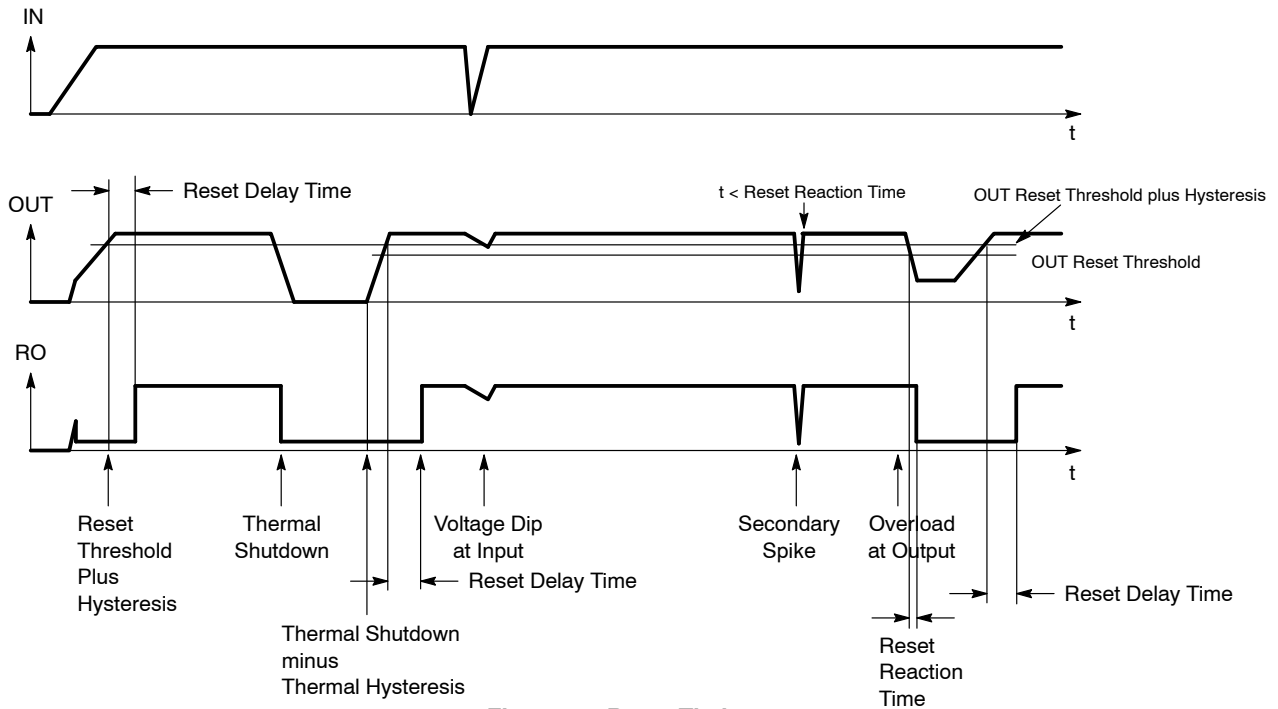 IN
t
Reset Delay Time
t < Reset Reaction Time
OUT Reset Threshold plus Hysteresis
OUT
OUT Reset Threshold
t
RO
t
Reset
Threshold
Plus
Hysteresis
Thermal
Shutdown
Voltage Dip
at Input
Secondary
Spike
Overload
at Output
Reset Delay Time
Reset Delay Time
Thermal Shutdown
minus
Thermal Hysteresis
Reset
Reaction
Time